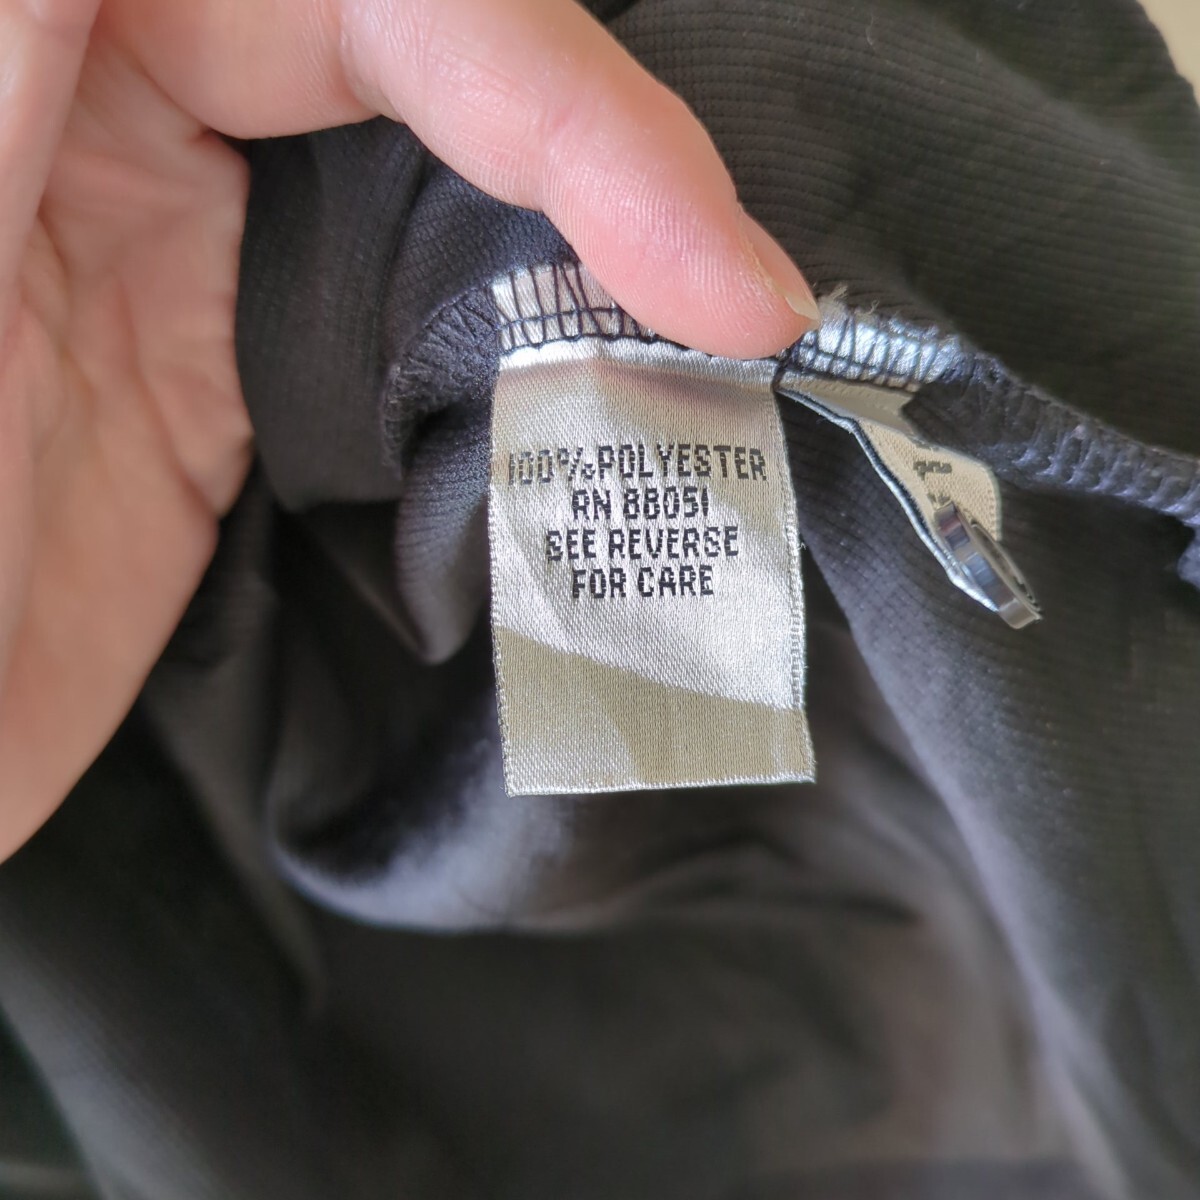 100% POLYESTER
RN 88051
SEE REVERSE
FOR CARE